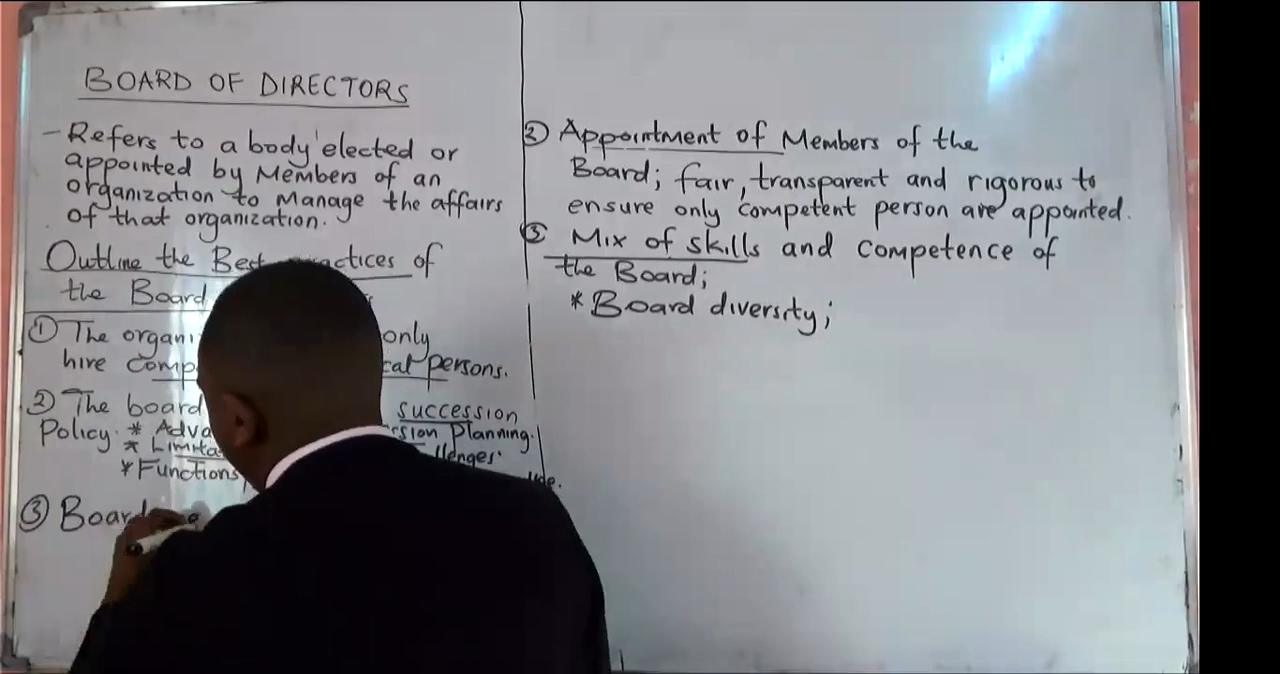 BOARD OF DIRECTORS
- Refers to a body elected or
appointed by Members of an
organization to Manage the affairs
of that organization.
Outline the Best of
the Board
① The only
hire persons.
② The board succession
Policy. * Planning.
*
* Functions
③
② Appointment of Members of the
Board; fair, transparent and rigorous to
ensure only competent person are appointed.
③ Mix of skills and competence of
the Board;
* Board diversity;